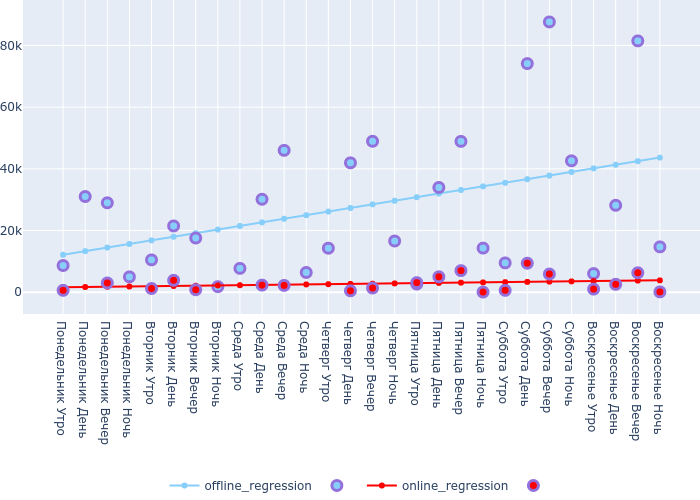 80k
60k
40k
20k
0
Понедельник Утро
Понедельник День
Понедельник Вечер
Понедельник Ночь
Вторник Утро
Вторник День
Вторник Вечер
Вторник Ночь
Среда Утро
Среда День
Среда Вечер
Среда Ночь
Четверг Утро
Четверг День
Четверг Вечер
Четверг Ночь
Пятница Утро
Пятница День
Пятница Вечер
Пятница Ночь
Суббота Утро
Суббота День
Суббота Вечер
Суббота Ночь
Воскресенье Утро
Воскресенье День
Воскресенье Вечер
Воскресенье Ночь
offline_regression online_regression